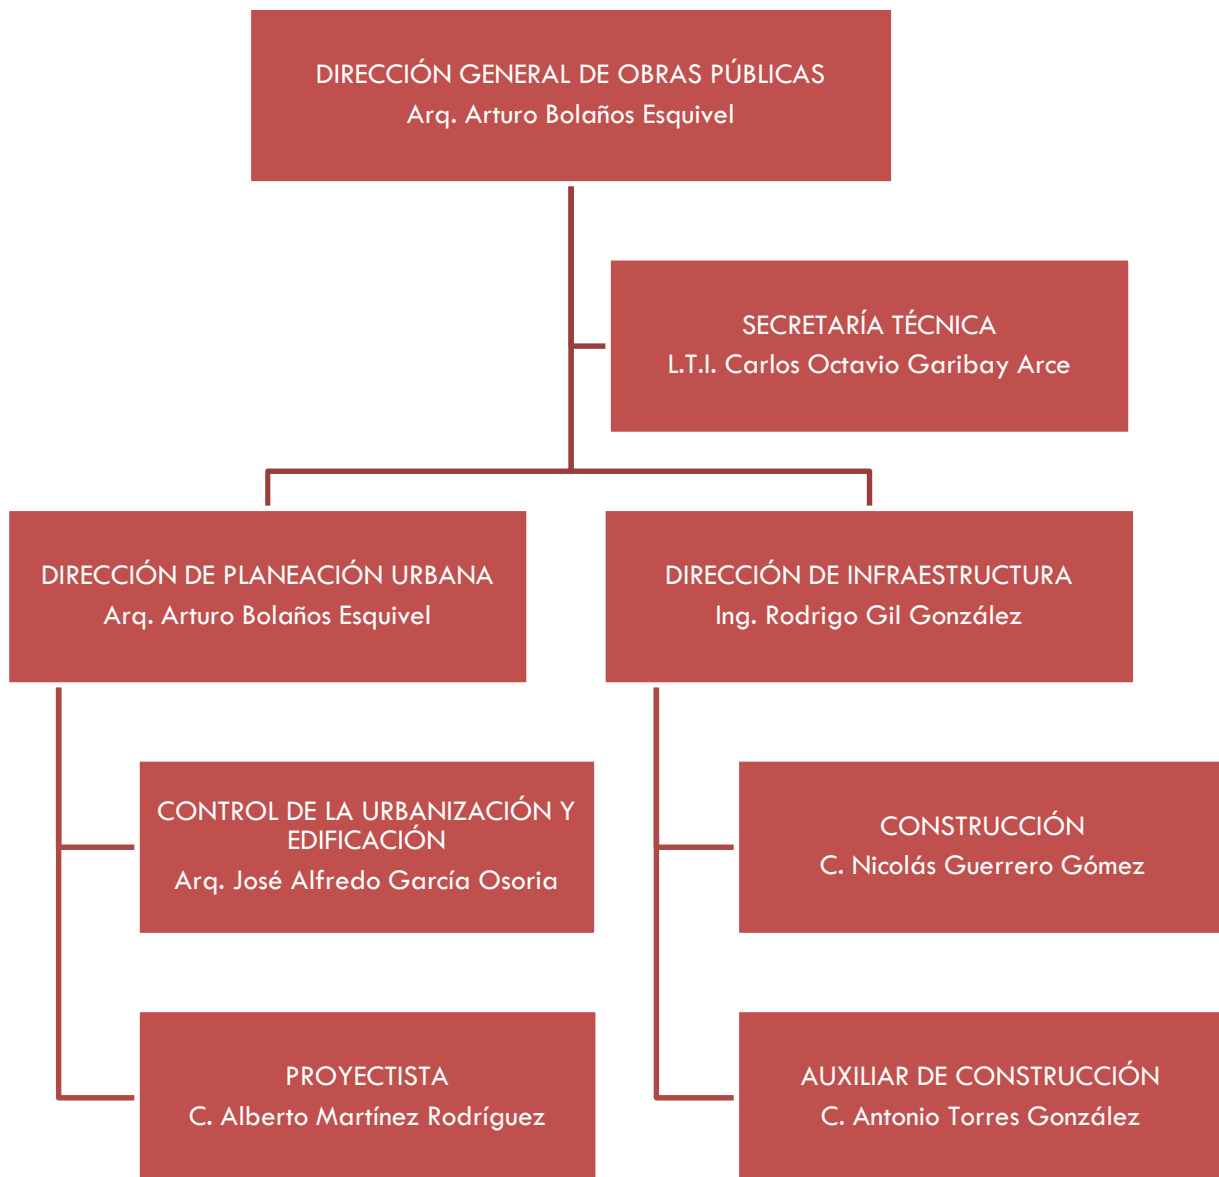 DIRECCIÓN GENERAL DE OBRAS PÚBLICAS
Arq. Arturo Bolaños Esquivel
SECRETARÍA TÉCNICA
L.T.I. Carlos Octavio Garibay Arce
DIRECCIÓN DE PLANEACIÓN URBANA
Arq. Arturo Bolaños Esquivel
DIRECCIÓN DE INFRAESTRUCTURA
Ing. Rodrigo Gil González
CONTROL DE LA URBANIZACIÓN Y
EDIFICACIÓN
Arq. José Alfredo García Osoria
CONSTRUCCIÓN
C. Nicolás Guerrero Gómez
PROYECTISTA
C. Alberto Martínez Rodríguez
AUXILIAR DE CONSTRUCCIÓN
C. Antonio Torres González